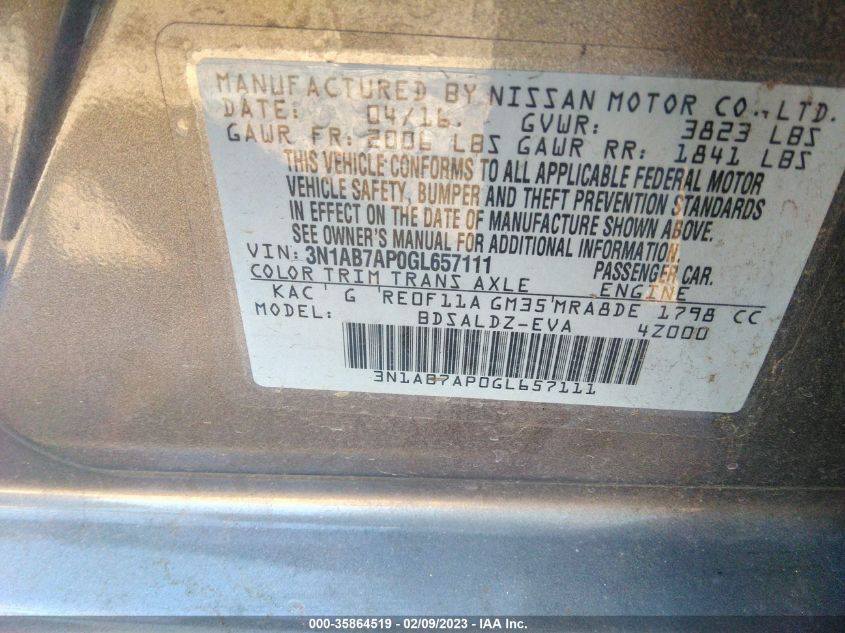 MANUFACTURED BY NISSAN MOTOR CO., LTD.
DATE: 04/16. GVWR: 3823 LBS
GAWR FR: 2006 LBS GAWR RR: 1841 LBS
THIS VEHICLE CONFORMS TO ALL APPLICABLE FEDERAL MOTOR
VEHICLE SAFETY, BUMPER AND THEFT PREVENTION STANDARDS
IN EFFECT ON THE DATE OF MANUFACTURE SHOWN ABOVE.
SEE OWNER'S MANUAL FOR ADDITIONAL INFORMATION.
VIN: 3N1AB7AP0GL657111 PASSENGER CAR.
COLOR TRIM TRANS AXLE ENGINE
KAC G RE0F11A GM35 MRA8DE 1798 CC
MODEL: BDSALDZ-EVA 4Z000
3N1AB7AP0GL657111
000-35864519 - 02/09/2023 - IAA Inc.